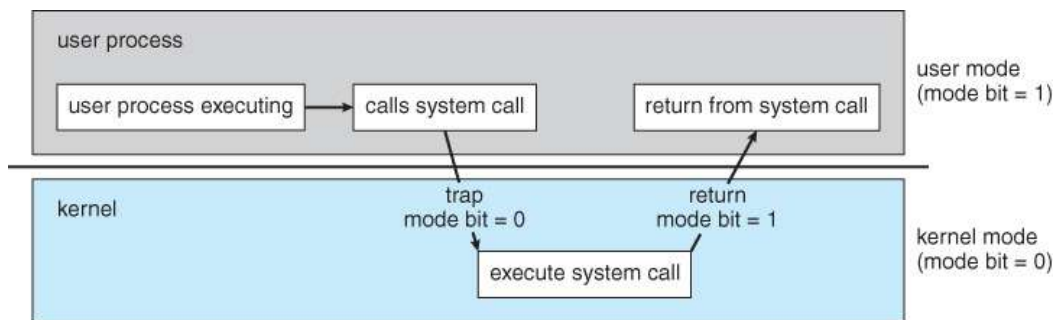 user process
user process executing
calls system call
return from system call
user mode
(mode bit = 1)
kernel
trap
mode bit = 0
return
mode bit = 1
execute system call
kernel mode
(mode bit = 0)